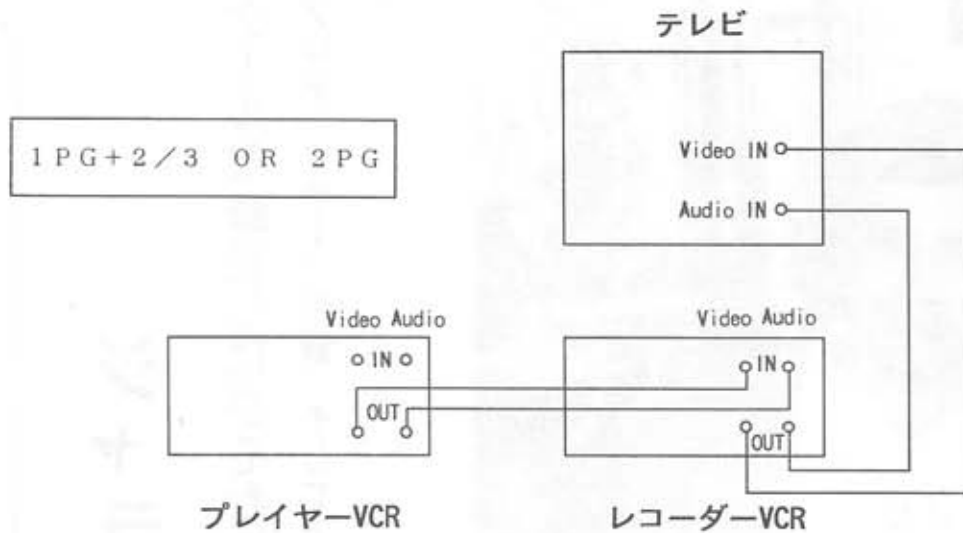 テレビ
1PG+2/3 OR 2PG
Video IN
Audio IN
Video Audio
IN
OUT
プレイヤーVCR
Video Audio
IN
OUT
レコーダーVCR